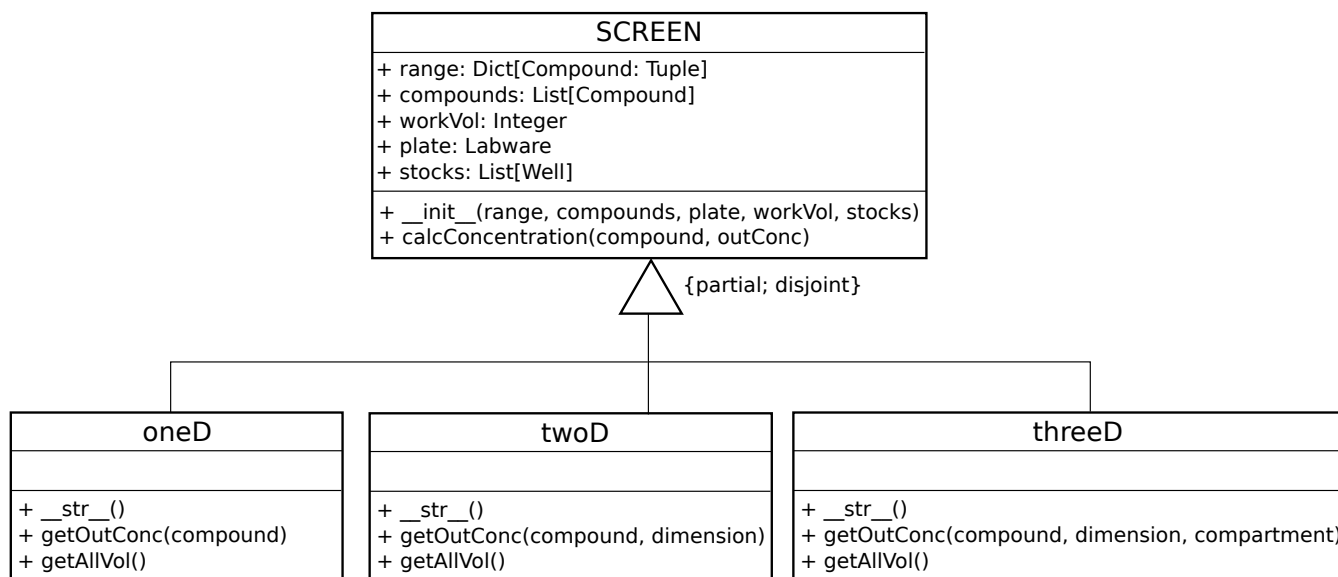 SCREEN
+ range: Dict[Compound: Tuple]
+ compounds: List[Compound]
+ workVol: Integer
+ plate: Labware
+ stocks: List[Well]
+ __init__(range, compounds, plate, workVol, stocks)
+ calcConcentration(compound, outConc)
{partial; disjoint}
oneD
+ __str__()
+ getOutConc(compound)
+ getAllVol()
twoD
+ __str__()
+ getOutConc(compound, dimension)
+ getAllVol()
threeD
+ __str__()
+ getOutConc(compound, dimension, compartment)
+ getAllVol()